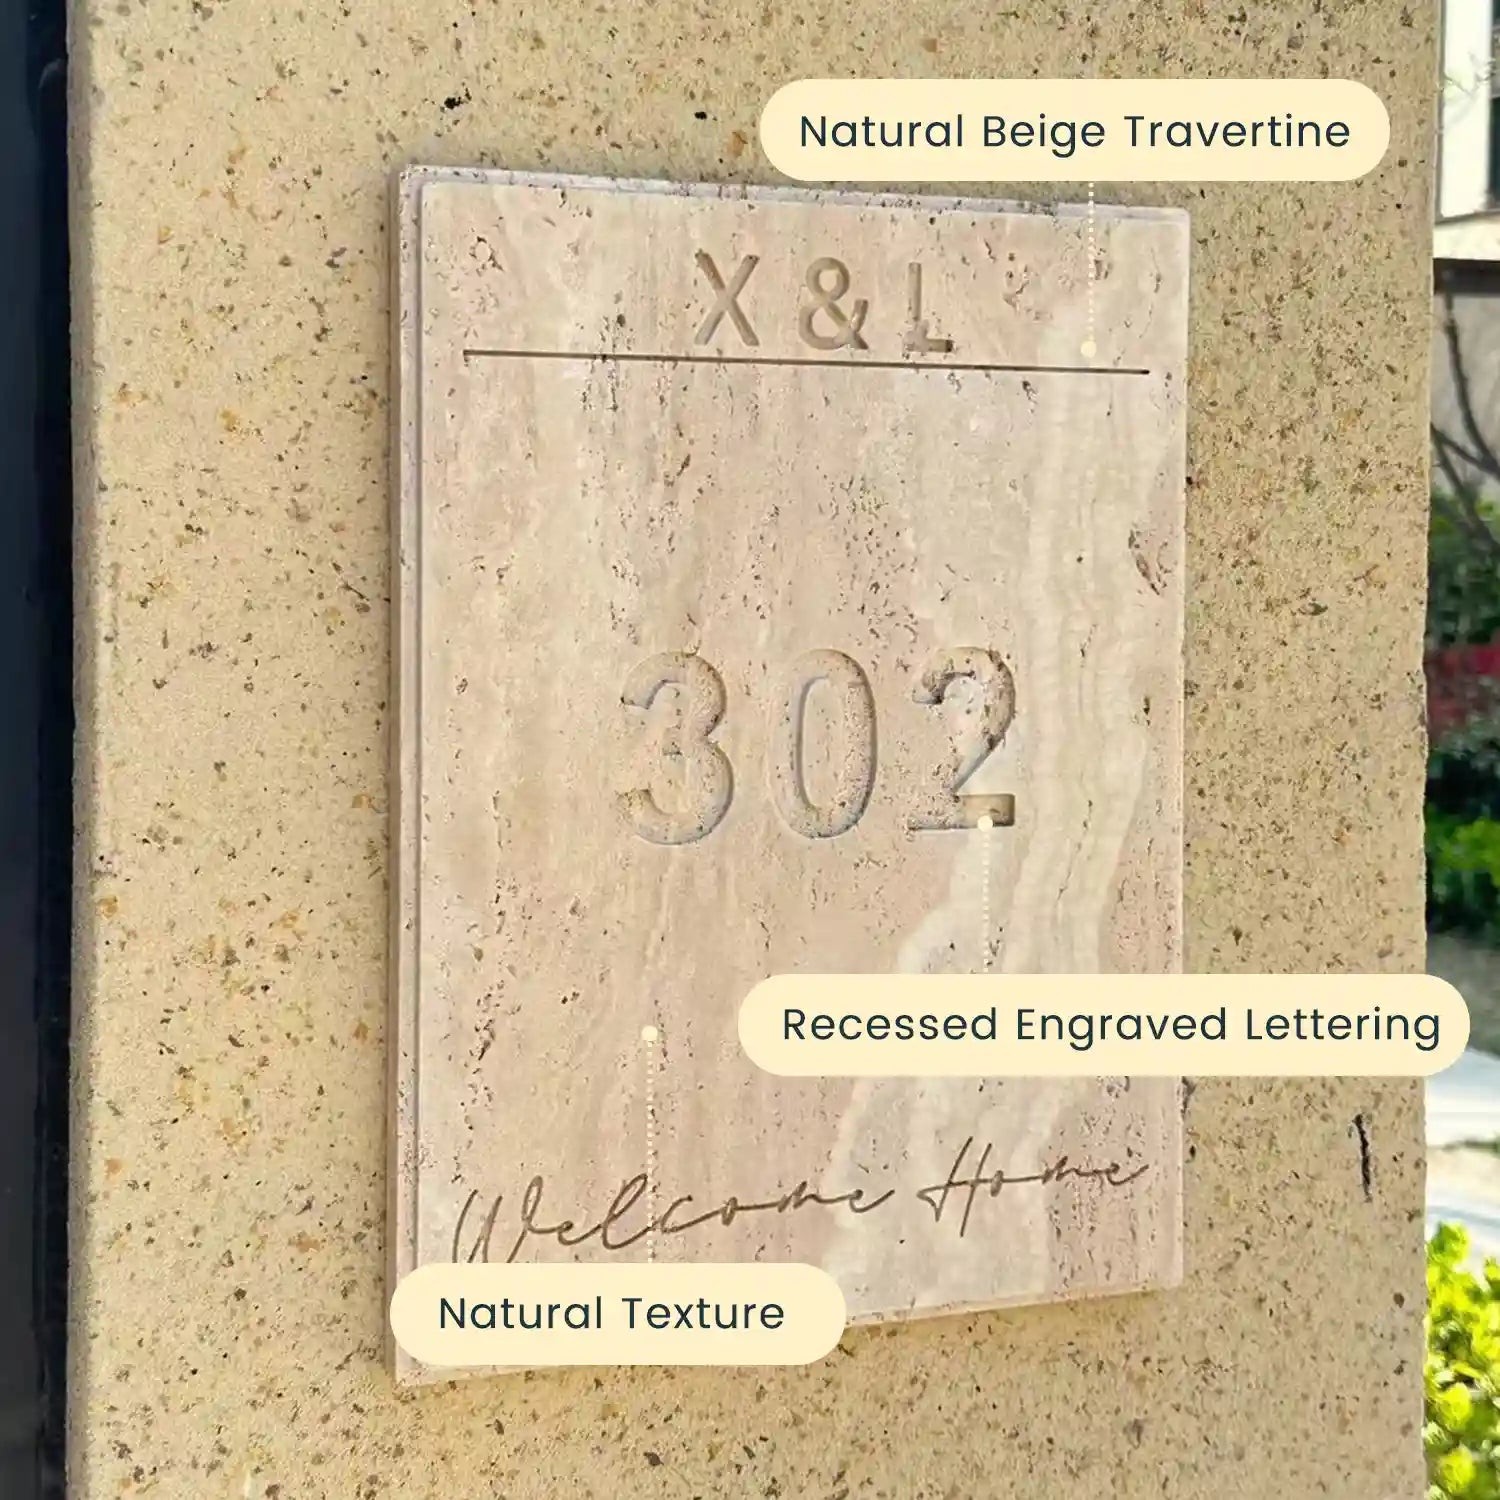 Natural Beige Travertine
X & L
302
Recessed Engraved Lettering
Welcome Home
Natural Texture